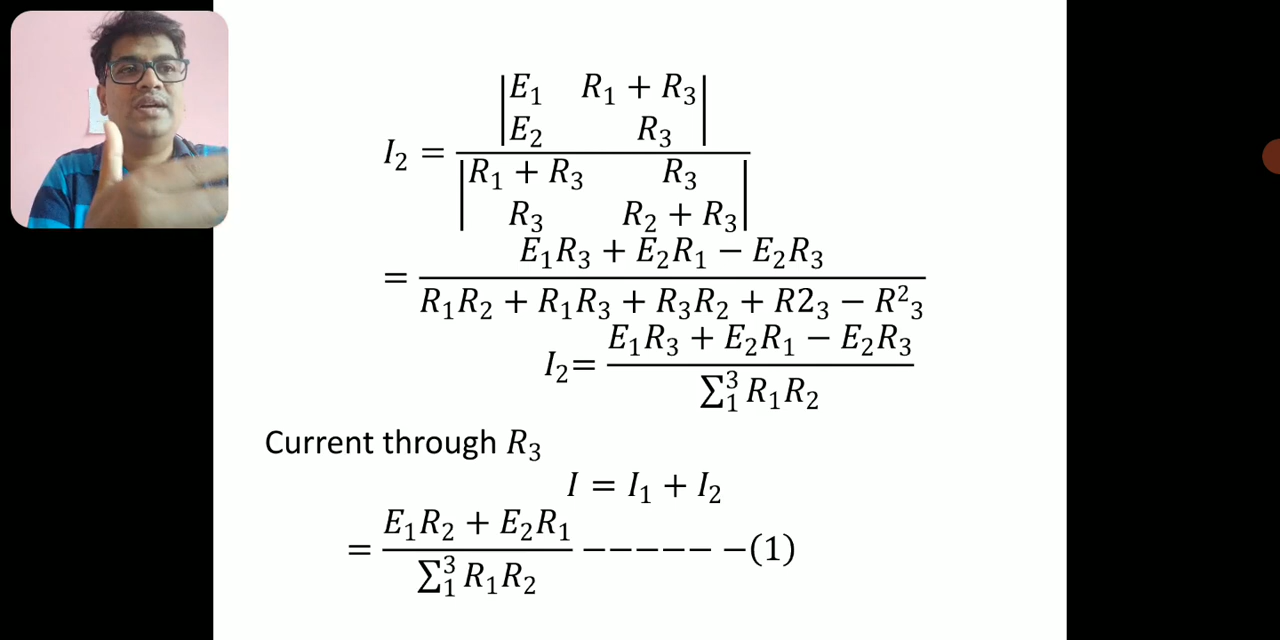 I₂ = |E₁ R₁ + R₃|
|E₂ R₃|
|R₁ + R₃ R₃|
|R₃ R₂ + R₃|
= (E₁R₃ + E₂R₁ − E₂R₃) / (R₁R₂ + R₁R₃ + R₃R₂ + R2₃ − R²₃)
I₂= (E₁R₃ + E₂R₁ − E₂R₃) / (∑₁³ R₁R₂)
Current through R₃
I = I₁ + I₂
= (E₁R₂ + E₂R₁) / (∑₁³ R₁R₂) − − − − − − −(1)